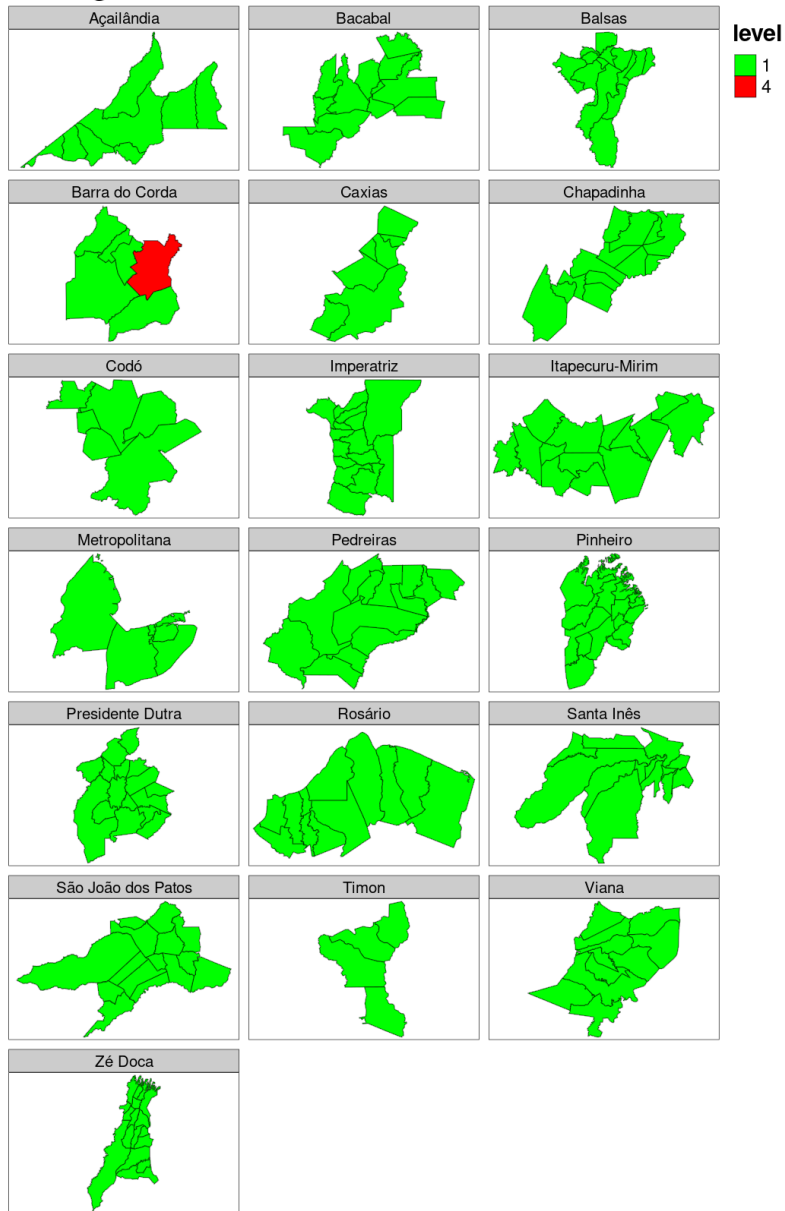 Açailândia
Bacabal
Balsas
level
1
4
Barra do Corda
Caxias
Chapadinha
Codó
Imperatriz
Itapecuru-Mirim
Metropolitana
Pedreiras
Pinheiro
Presidente Dutra
Rosário
Santa Inês
São João dos Patos
Timon
Viana
Zé Doca